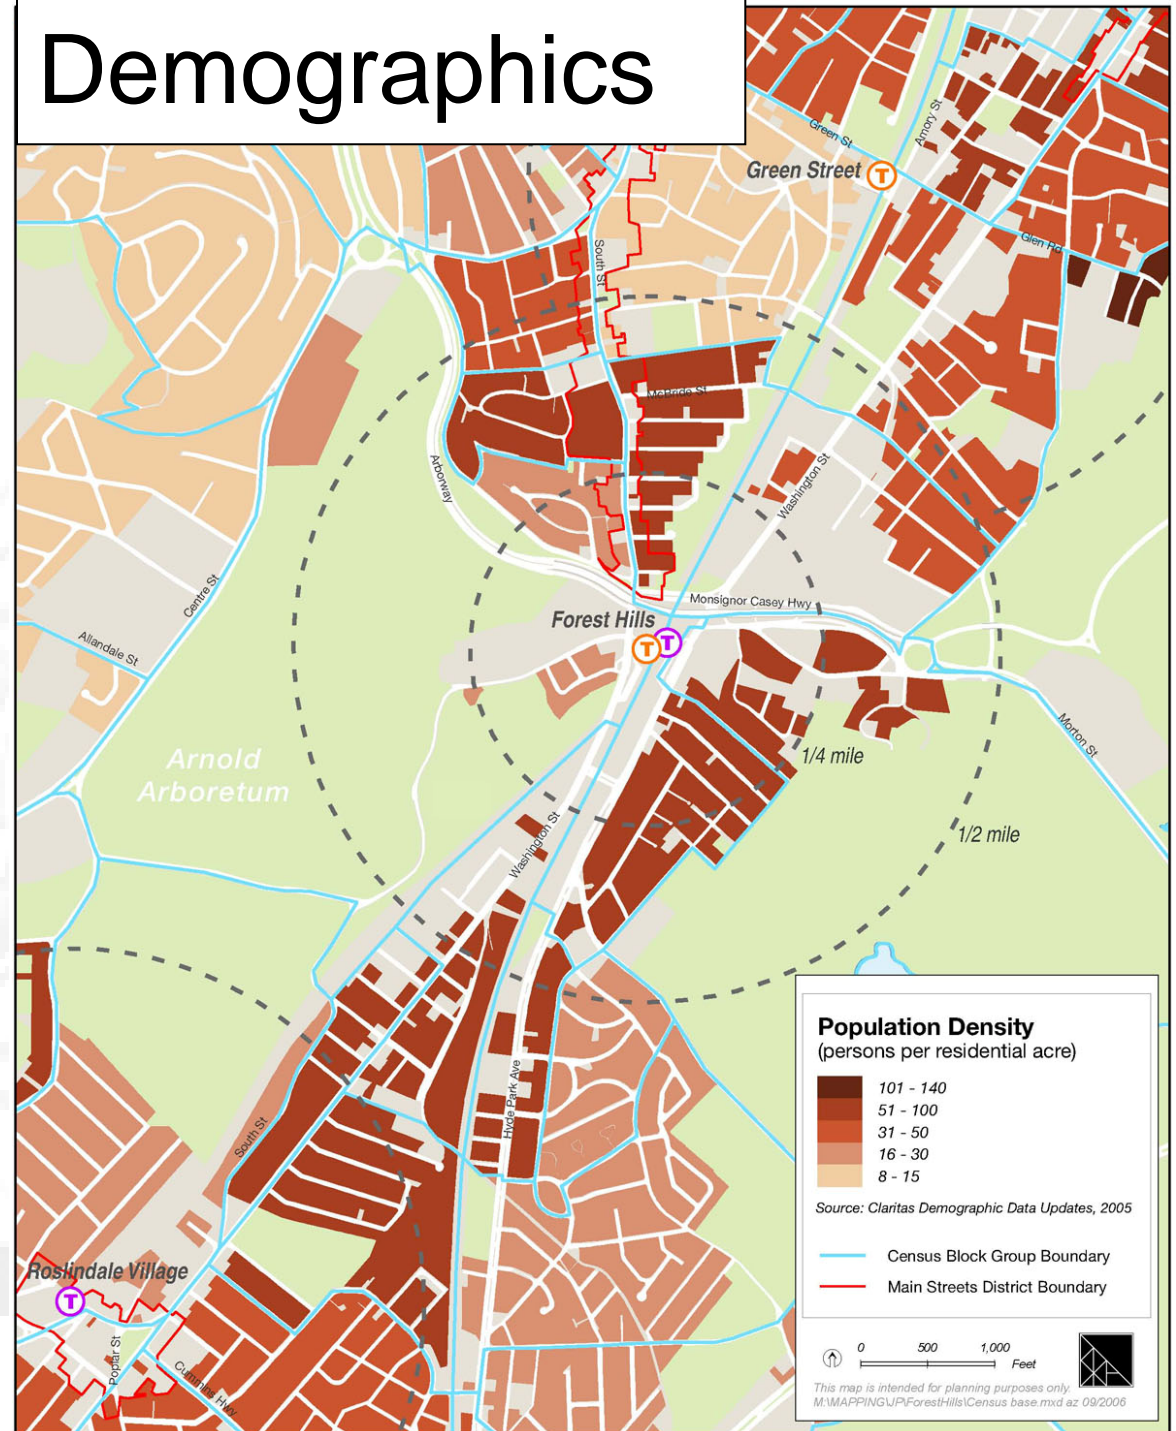 Demographics
Green St
Amory St
Green Street
T
Glen Rd
South St
McBride St
Arborway
Washington St
Centre St
Monsignor Casey Hwy
Forest Hills
T T
Allandale St
Morton St
1/4 mile
Arnold
Arboretum
1/2 mile
Washington St
Hyde Park Ave
South St
Roslindale Village
T
Poplar St
Cummins Hwy
Population Density
(persons per residential acre)
101 - 140
51 - 100
31 - 50
16 - 30
8 - 15
Source: Claritas Demographic Data Updates, 2005
Census Block Group Boundary
Main Streets District Boundary
0 500 1,000
Feet
This map is intended for planning purposes only.
M:\MAPPING\JP\ForestHills\Census base.mxd az 09/2006